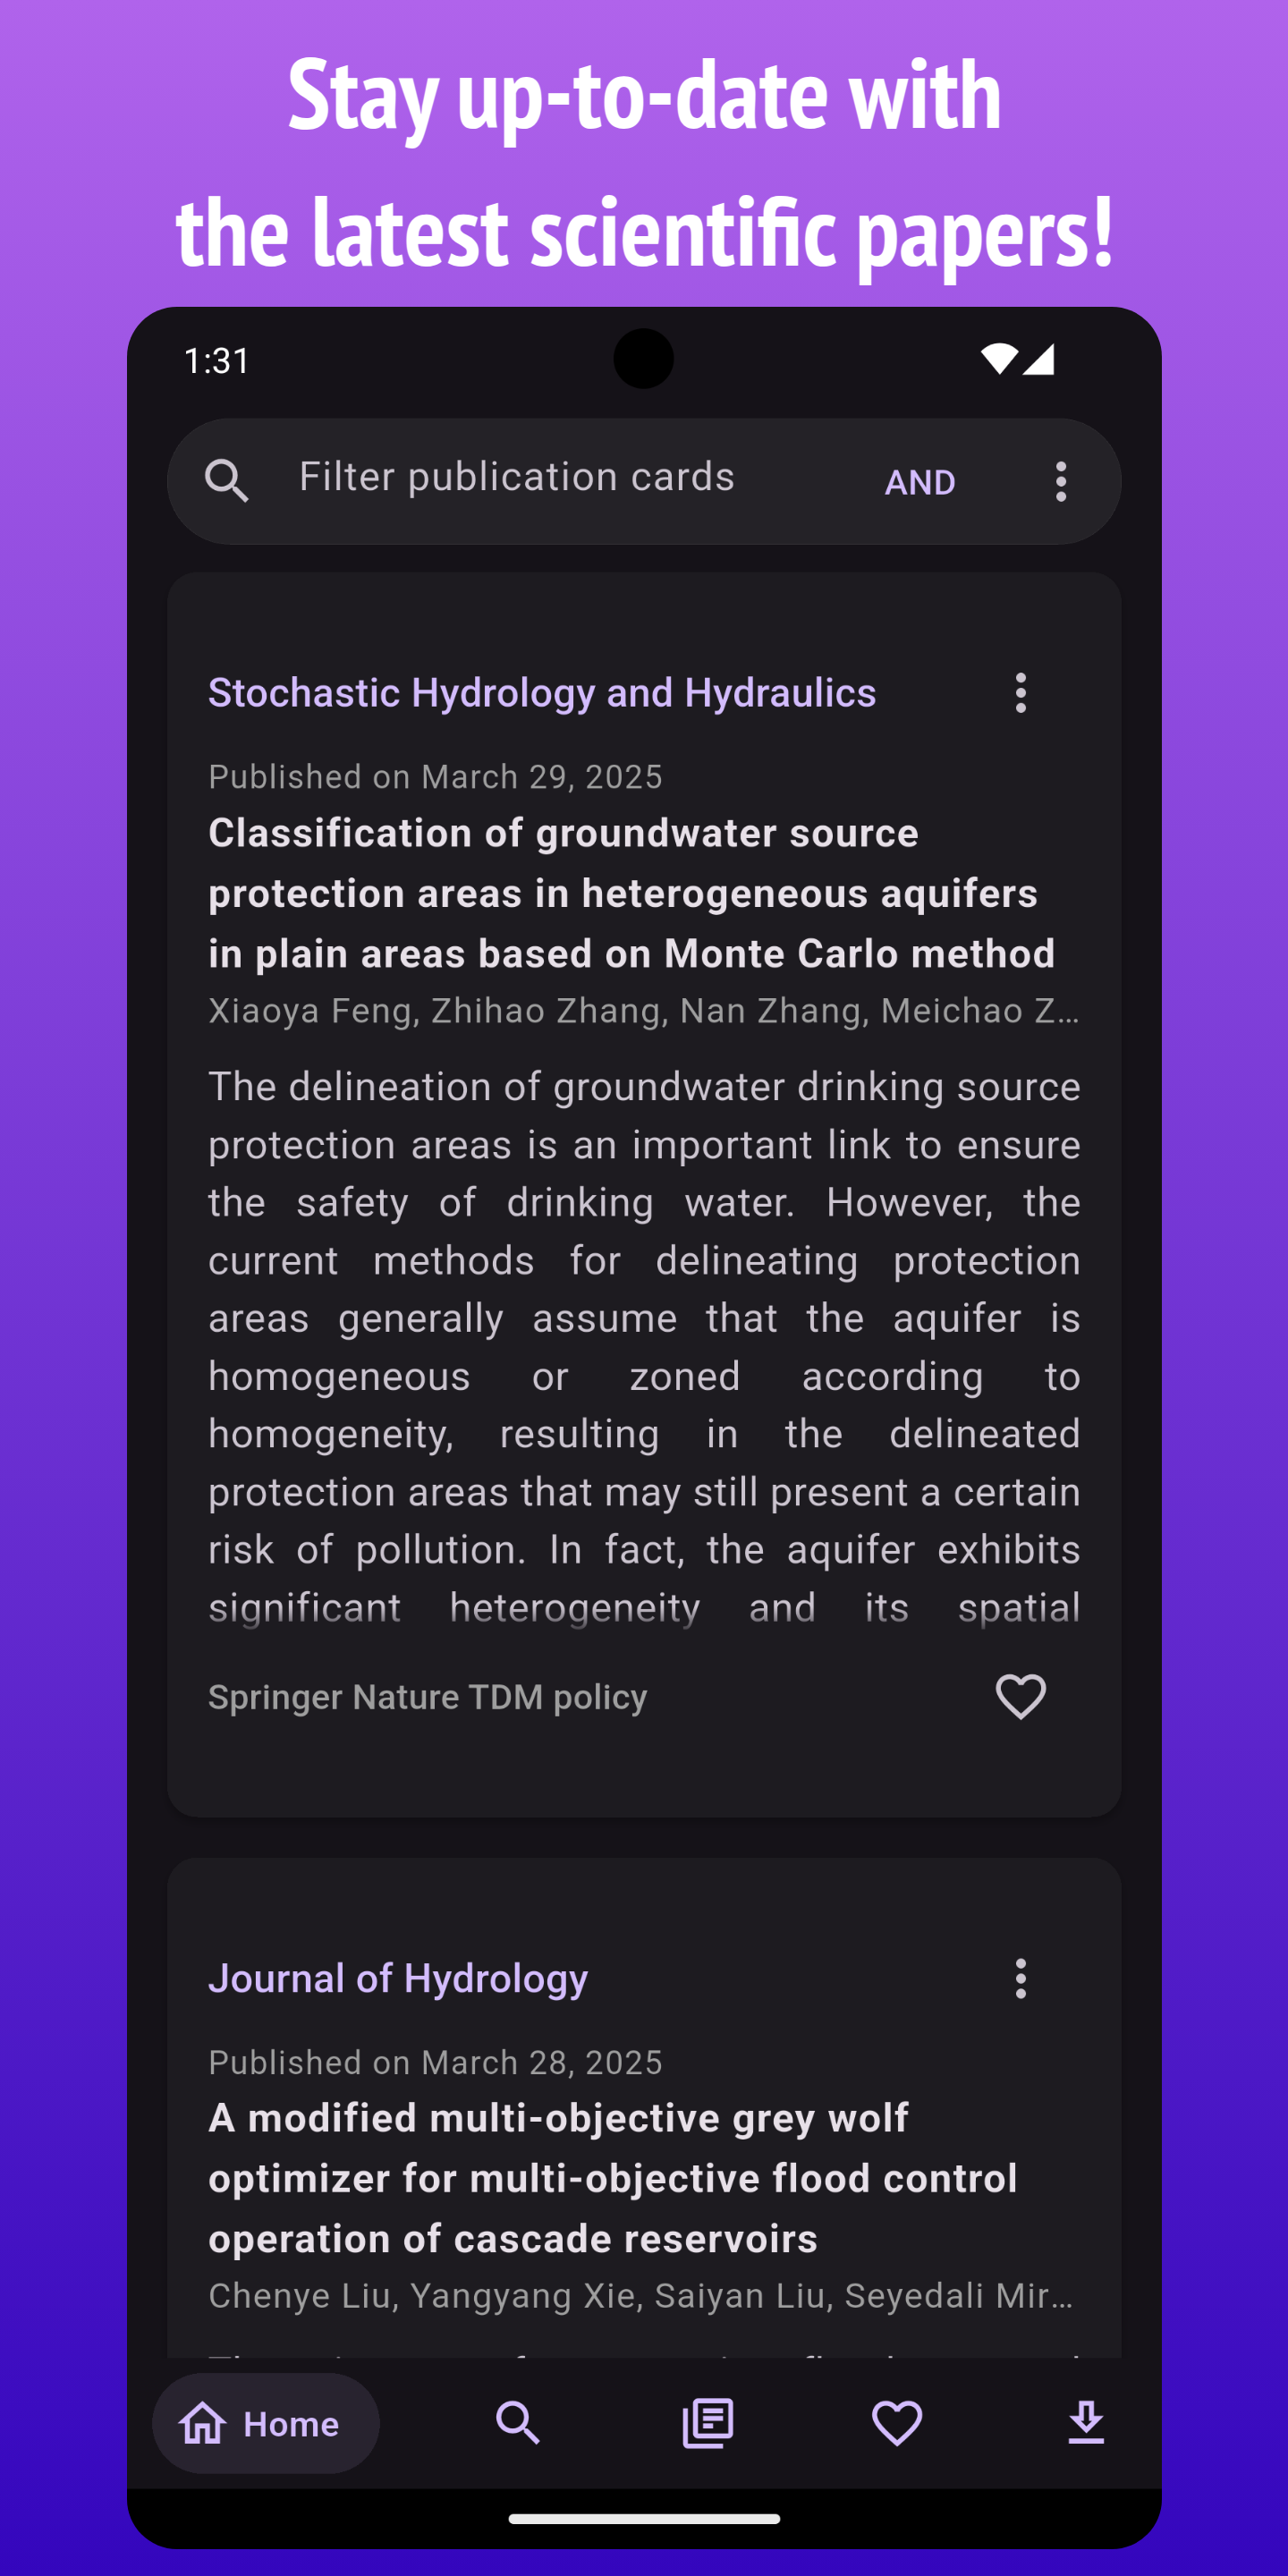 Stay up-to-date with
the latest scientific papers!
1:31
Filter publication cards AND
Stochastic Hydrology and Hydraulics
Published on March 29, 2025
Classification of groundwater source
protection areas in heterogeneous aquifers
in plain areas based on Monte Carlo method
Xiaoya Feng, Zhihao Zhang, Nan Zhang, Meichao Z…
The delineation of groundwater drinking source
protection areas is an important link to ensure
the safety of drinking water. However, the
current methods for delineating protection
areas generally assume that the aquifer is
homogeneous or zoned according to
homogeneity, resulting in the delineated
protection areas that may still present a certain
risk of pollution. In fact, the aquifer exhibits
significant heterogeneity and its spatial
Springer Nature TDM policy
Journal of Hydrology
Published on March 28, 2025
A modified multi-objective grey wolf
optimizer for multi-objective flood control
operation of cascade reservoirs
Chenye Liu, Yangyang Xie, Saiyan Liu, Seyedali Mir…
Home